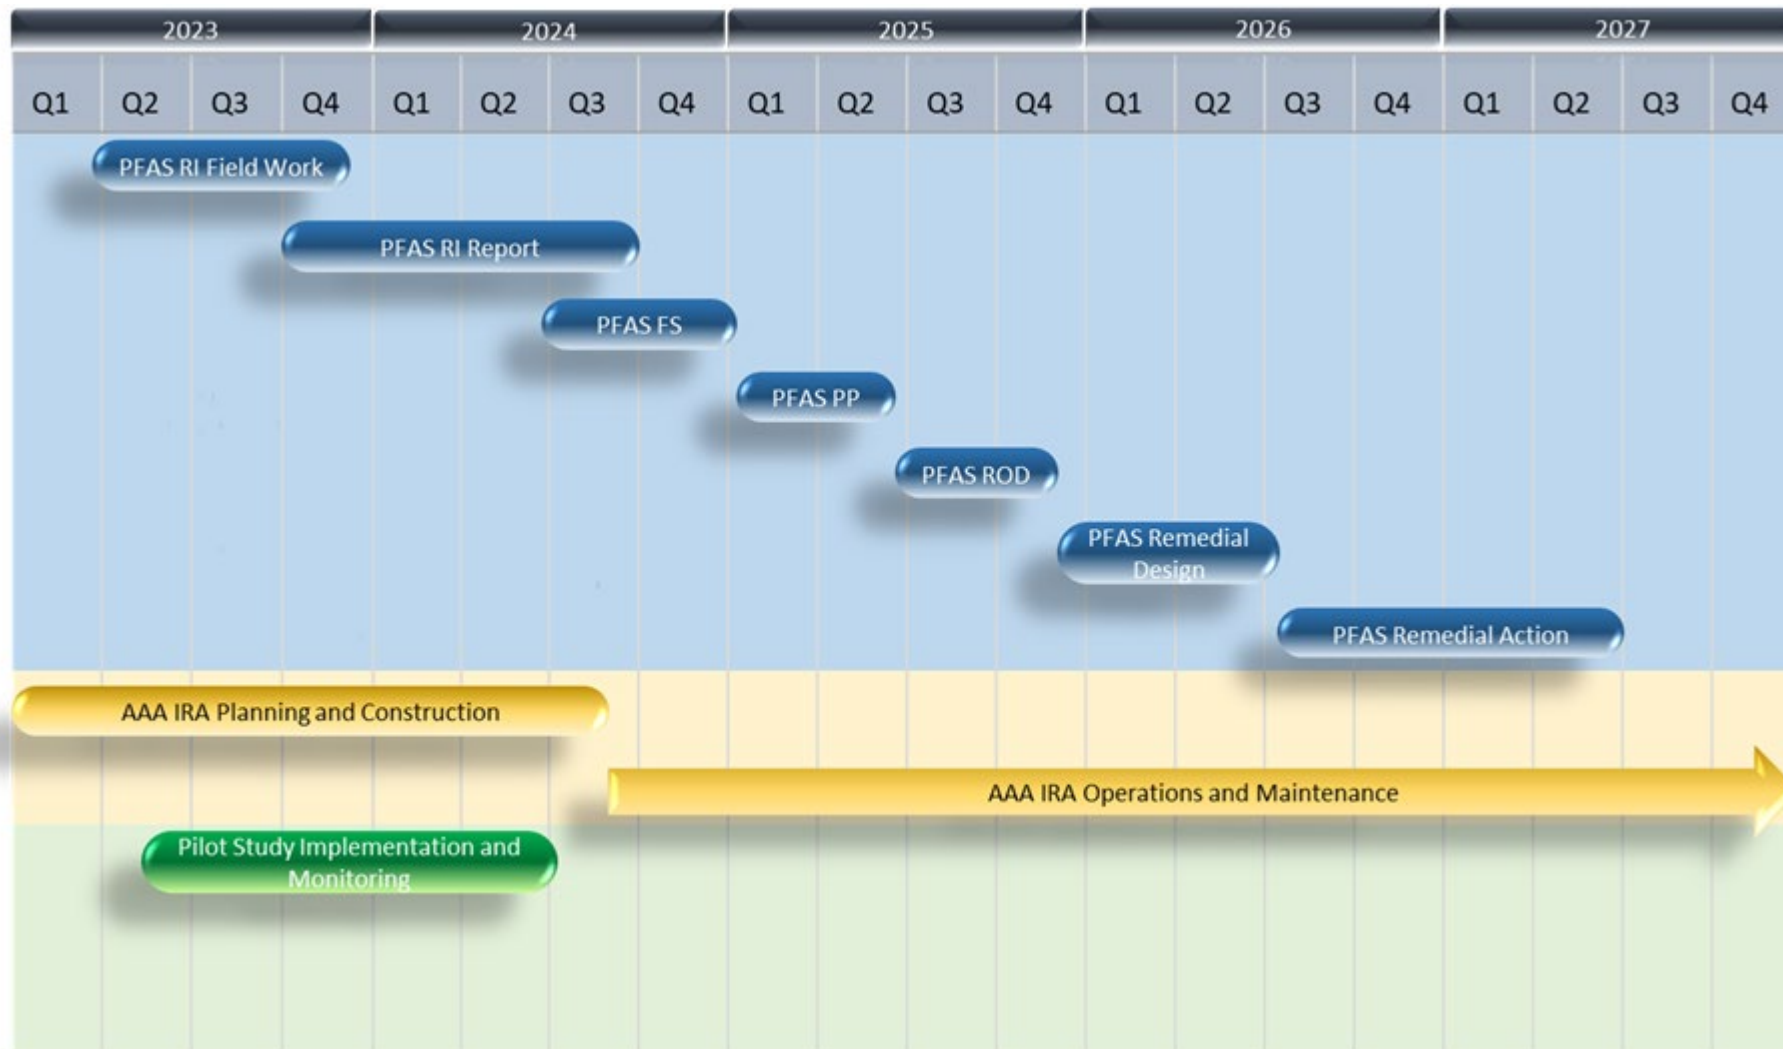 2023 2024 2025 2026 2027
Q1 Q2 Q3 Q4 Q1 Q2 Q3 Q4 Q1 Q2 Q3 Q4 Q1 Q2 Q3 Q4 Q1 Q2 Q3 Q4
PFAS RI Field Work
PFAS RI Report
PFAS FS
PFAS PP
PFAS ROD
PFAS Remedial
Design
PFAS Remedial Action
AAA IRA Planning and Construction
AAA IRA Operations and Maintenance
Pilot Study Implementation and
Monitoring